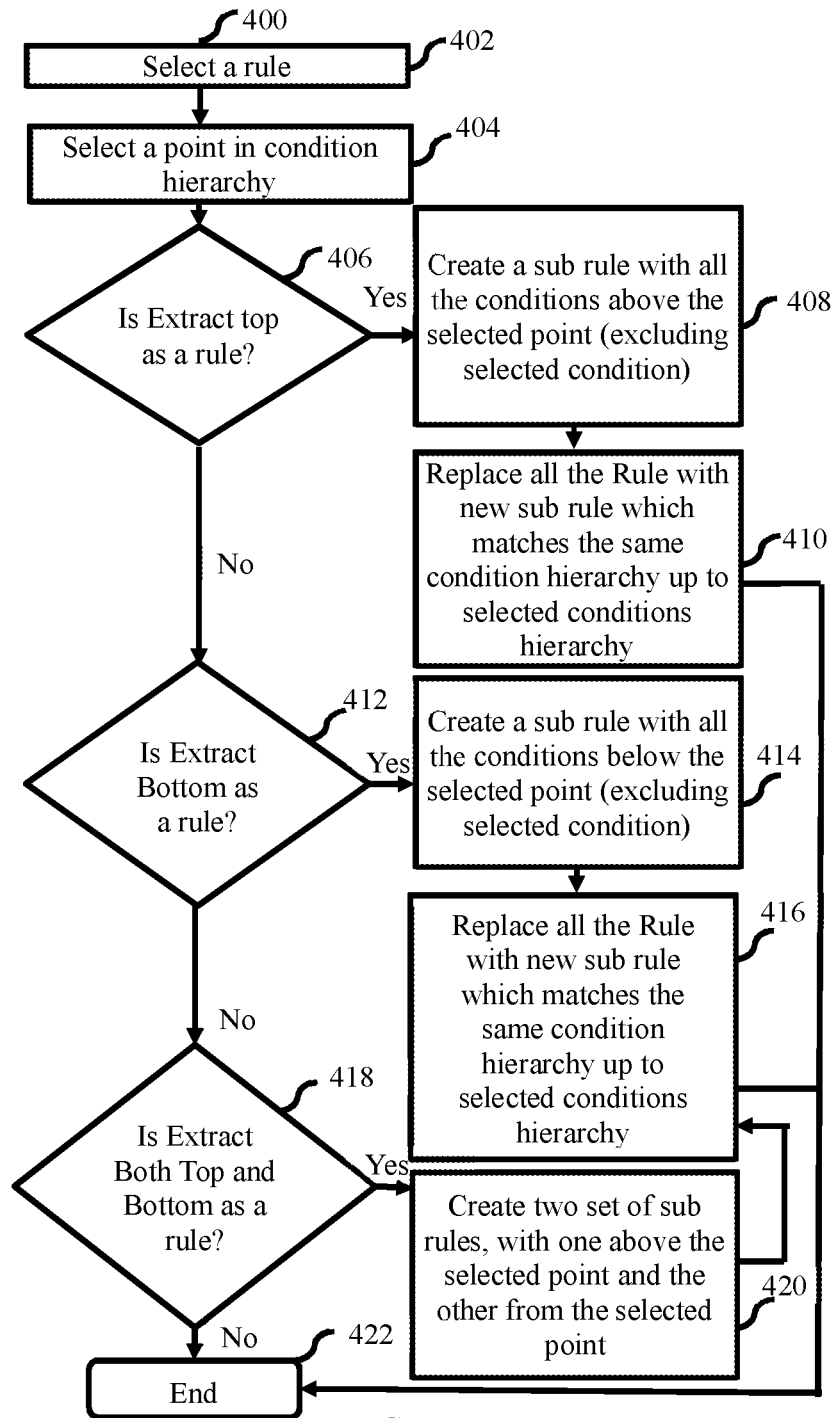 400
402
Select a rule
404
Select a point in condition
hierarchy
406
Is Extract top
as a rule?
Yes
Create a sub rule with all
the conditions above the
selected point (excluding
selected condition)
408
No
Replace all the Rule with
new sub rule which
matches the same
condition hierarchy up to
selected conditions
hierarchy
410
412
Is Extract
Bottom as
a rule?
Yes
Create a sub rule with all
the conditions below the
selected point (excluding
selected condition)
414
No
Replace all the Rule
with new sub rule
which matches the
same condition
hierarchy up to
selected conditions
hierarchy
416
418
Is Extract
Both Top and
Bottom as a
rule?
Yes
Create two set of sub
rules, with one above the
selected point and the
other from the selected
point
420
No
422
End